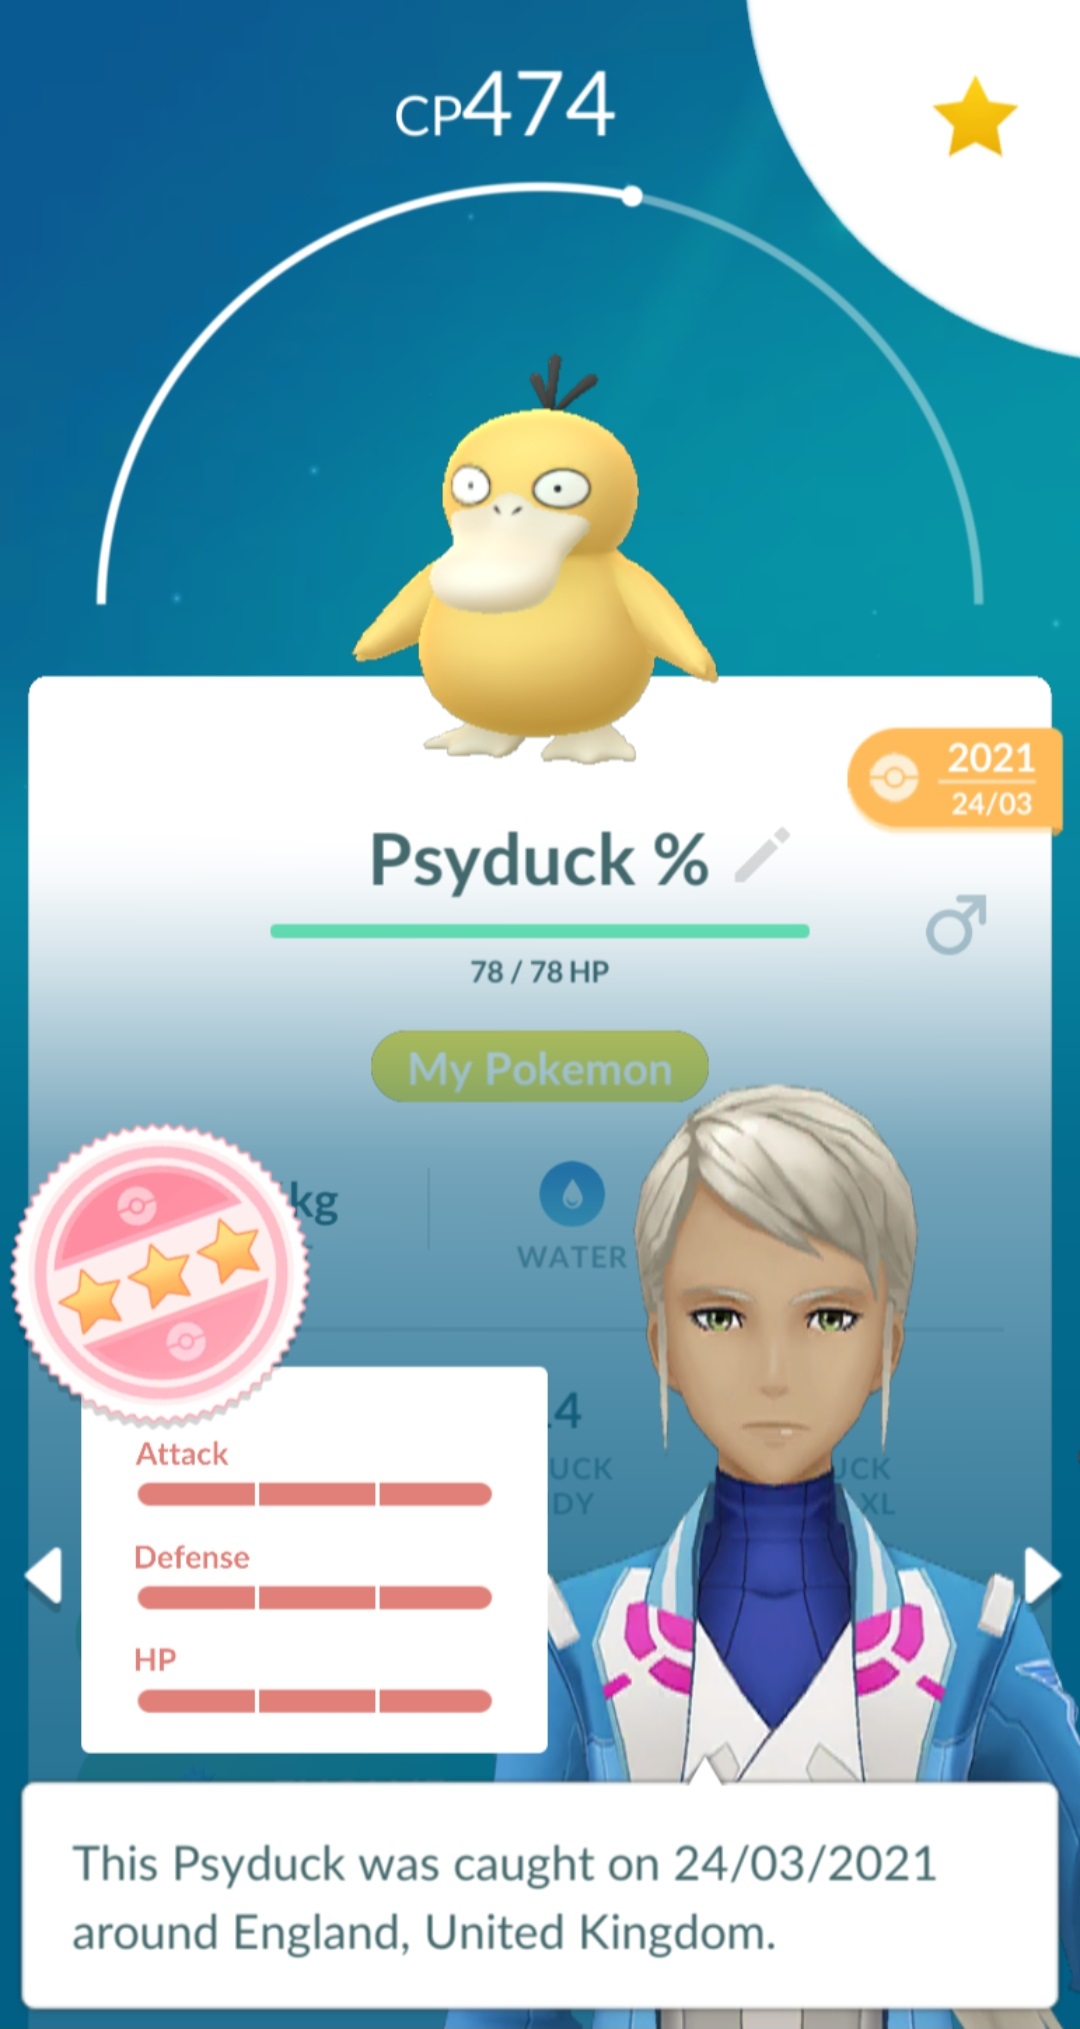 CP474
2021
24/03
Psyduck %
78 / 78 HP
My Pokemon
kg
WATER
4
UCK
UCK
DY
XL
Attack
Defense
HP
This Psyduck was caught on 24/03/2021
around England, United Kingdom.